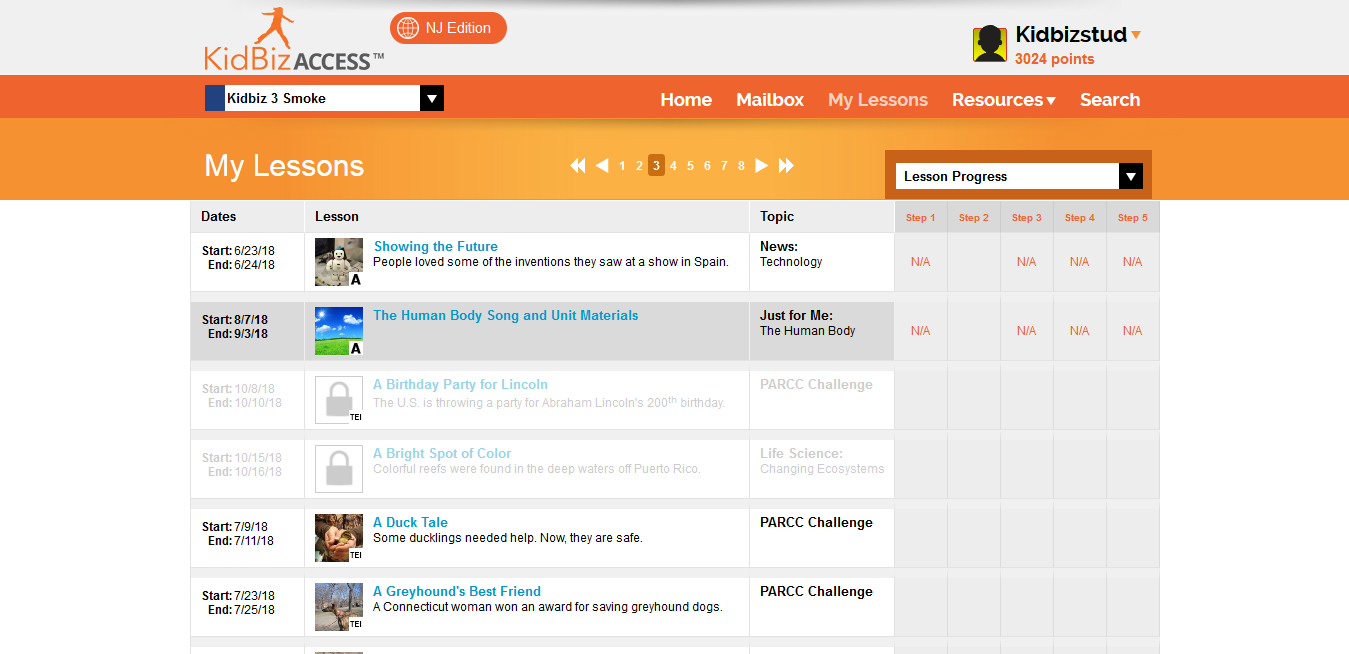 KidBizACCESS™
NJ Edition
Kidbizstud
3024 points
Kidbiz 3 Smoke
Home Mailbox My Lessons Resources Search
My Lessons
1 2 3 4 5 6 7 8
Lesson Progress
Dates Lesson Topic Step 1 Step 2 Step 3 Step 4 Step 5
Start: 6/23/18
End: 6/24/18
A
Showing the Future
People loved some of the inventions they saw at a show in Spain.
News:
Technology
N/A N/A N/A N/A
Start: 8/7/18
End: 9/3/18
A
The Human Body Song and Unit Materials
Just for Me:
The Human Body
N/A N/A N/A N/A
Start: 10/8/18
End: 10/10/18
TEI
A Birthday Party for Lincoln
The U.S. is throwing a party for Abraham Lincoln's 200th birthday.
PARCC Challenge
Start: 10/15/18
End: 10/16/18
A Bright Spot of Color
Colorful reefs were found in the deep waters off Puerto Rico.
Life Science:
Changing Ecosystems
Start: 7/9/18
End: 7/11/18
TEI
A Duck Tale
Some ducklings needed help. Now, they are safe.
PARCC Challenge
Start: 7/23/18
End: 7/25/18
TEI
A Greyhound's Best Friend
A Connecticut woman won an award for saving greyhound dogs.
PARCC Challenge